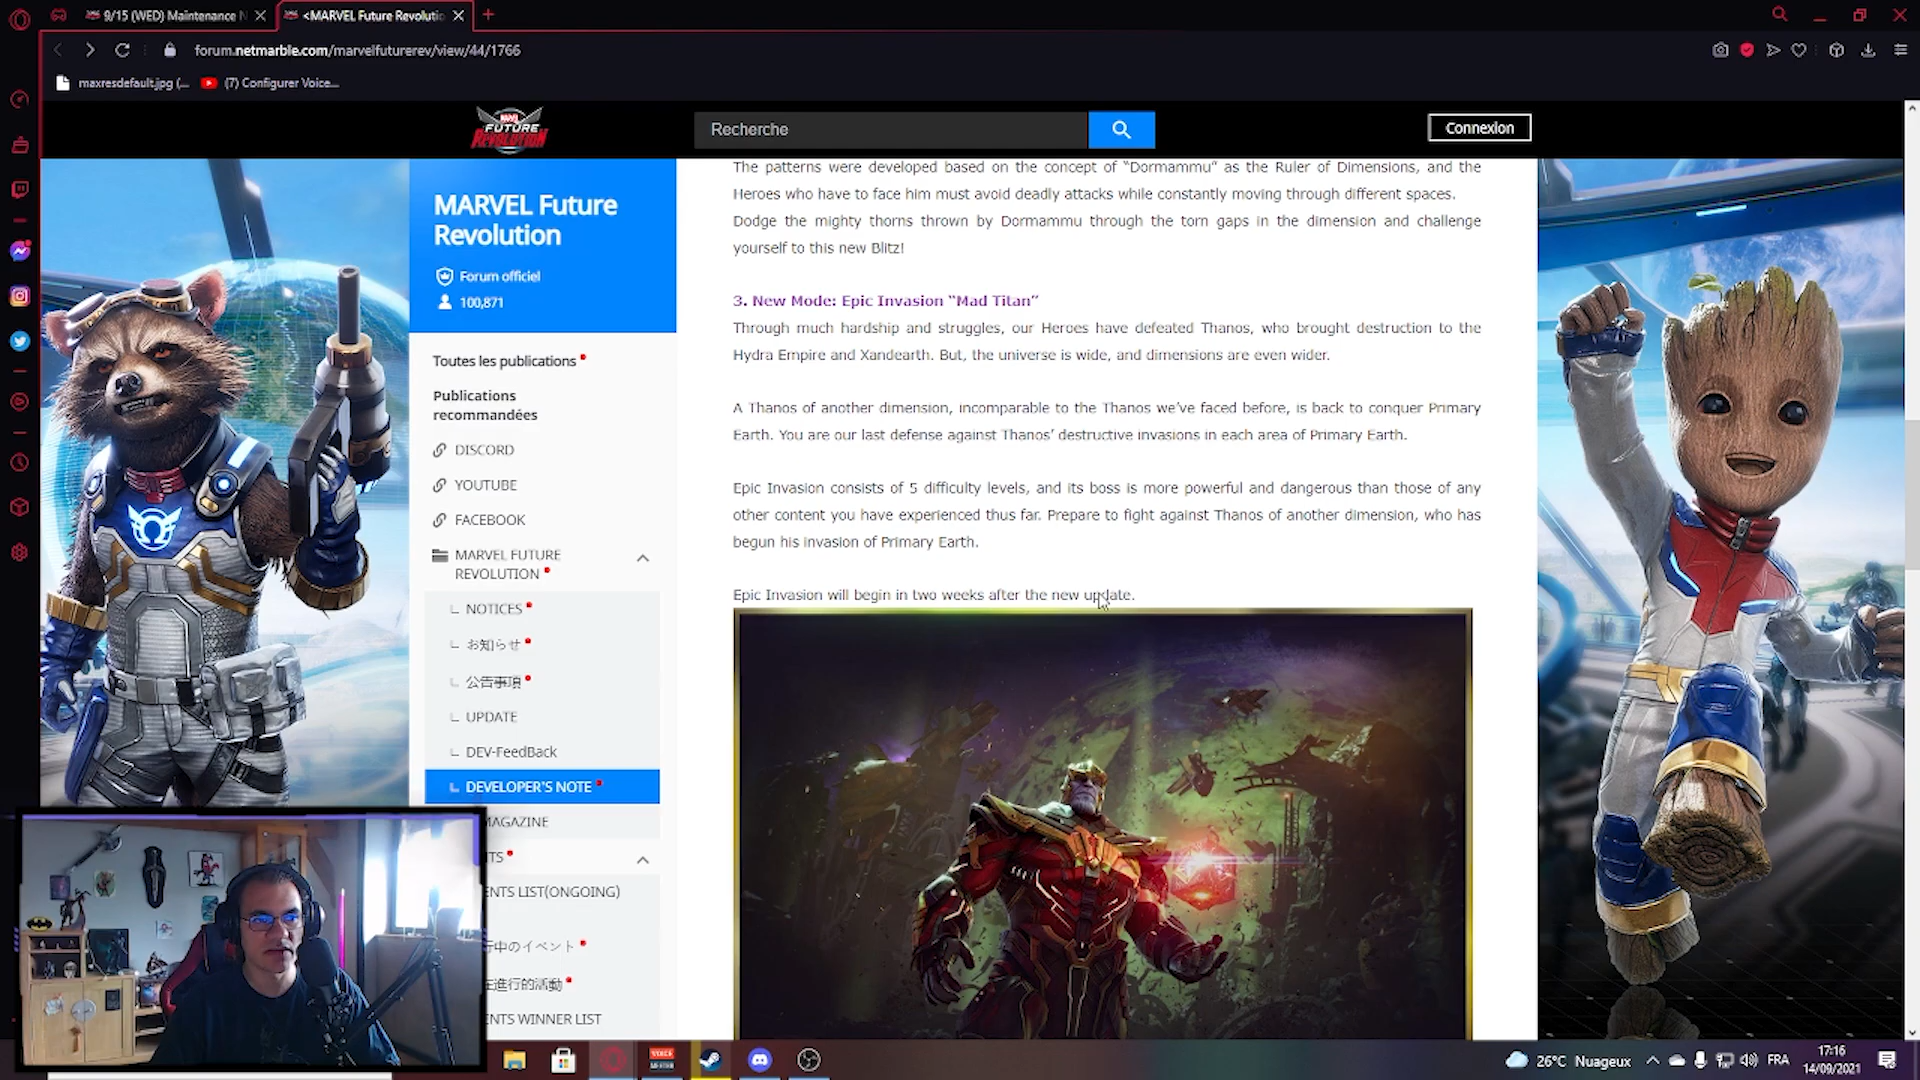 9/15 (WED) Maintenance N
<MARVEL Future Revolutio
forum.netmarble.com/marvelfuturerev/view/44/1766
maxresdefault.jpg (...
(7) Configurer Voice...
MARVEL
FUTURE
REVOLUTION
Recherche
Connexion
MARVEL Future
Revolution
Forum officiel
100,871
Toutes les publications
Publications
recommandées
DISCORD
YOUTUBE
FACEBOOK
MARVEL FUTURE
REVOLUTION
NOTICES
お知らせ
公告事項
UPDATE
DEV-FeedBack
DEVELOPER'S NOTE
MAGAZINE
TS
ENTS LIST(ONGOING)
行中のイベント
在進行的活動
ENTS WINNER LIST
The patterns were developed based on the concept of “Dormammu” as the Ruler of Dimensions, and the
Heroes who have to face him must avoid deadly attacks while constantly moving through different spaces.
Dodge the mighty thorns thrown by Dormammu through the torn gaps in the dimension and challenge
yourself to this new Blitz!
3. New Mode: Epic Invasion “Mad Titan”
Through much hardship and struggles, our Heroes have defeated Thanos, who brought destruction to the
Hydra Empire and Xandearth. But, the universe is wide, and dimensions are even wider.
A Thanos of another dimension, incomparable to the Thanos we’ve faced before, is back to conquer Primary
Earth. You are our last defense against Thanos’ destructive invasions in each area of Primary Earth.
Epic Invasion consists of 5 difficulty levels, and its boss is more powerful and dangerous than those of any
other content you have experienced thus far. Prepare to fight against Thanos of another dimension, who has
begun his invasion of Primary Earth.
Epic Invasion will begin in two weeks after the new update.
VOICE
MEETER
26°C Nuageux
FRA
17:16
14/09/2021